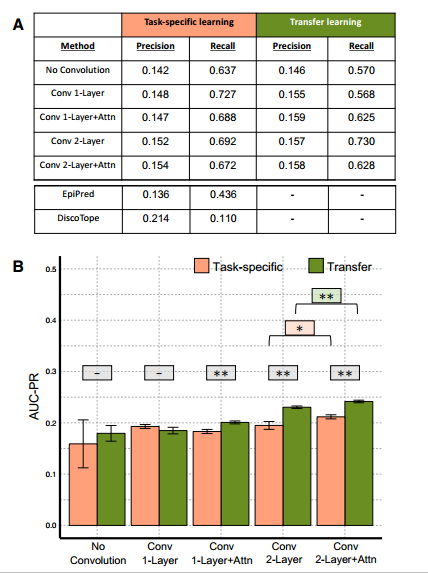 A
Task-specific learning Transfer learning
Method Precision Recall Precision Recall
No Convolution 0.142 0.637 0.146 0.570
Conv 1-Layer 0.148 0.727 0.155 0.568
Conv 1-Layer+Attn 0.147 0.688 0.159 0.625
Conv 2-Layer 0.152 0.692 0.157 0.730
Conv 2-Layer+Attn 0.154 0.672 0.158 0.628
EpiPred 0.136 0.436 - -
DiscoTope 0.214 0.110 - -
B
Task-specific Transfer
0.5
**
0.4
*
0.3
– – ** ** **
AUC-PR
0.2
0.1
0.0
No Conv Conv Conv Conv
Convolution 1-Layer 1-Layer+Attn 2-Layer 2-Layer+Attn